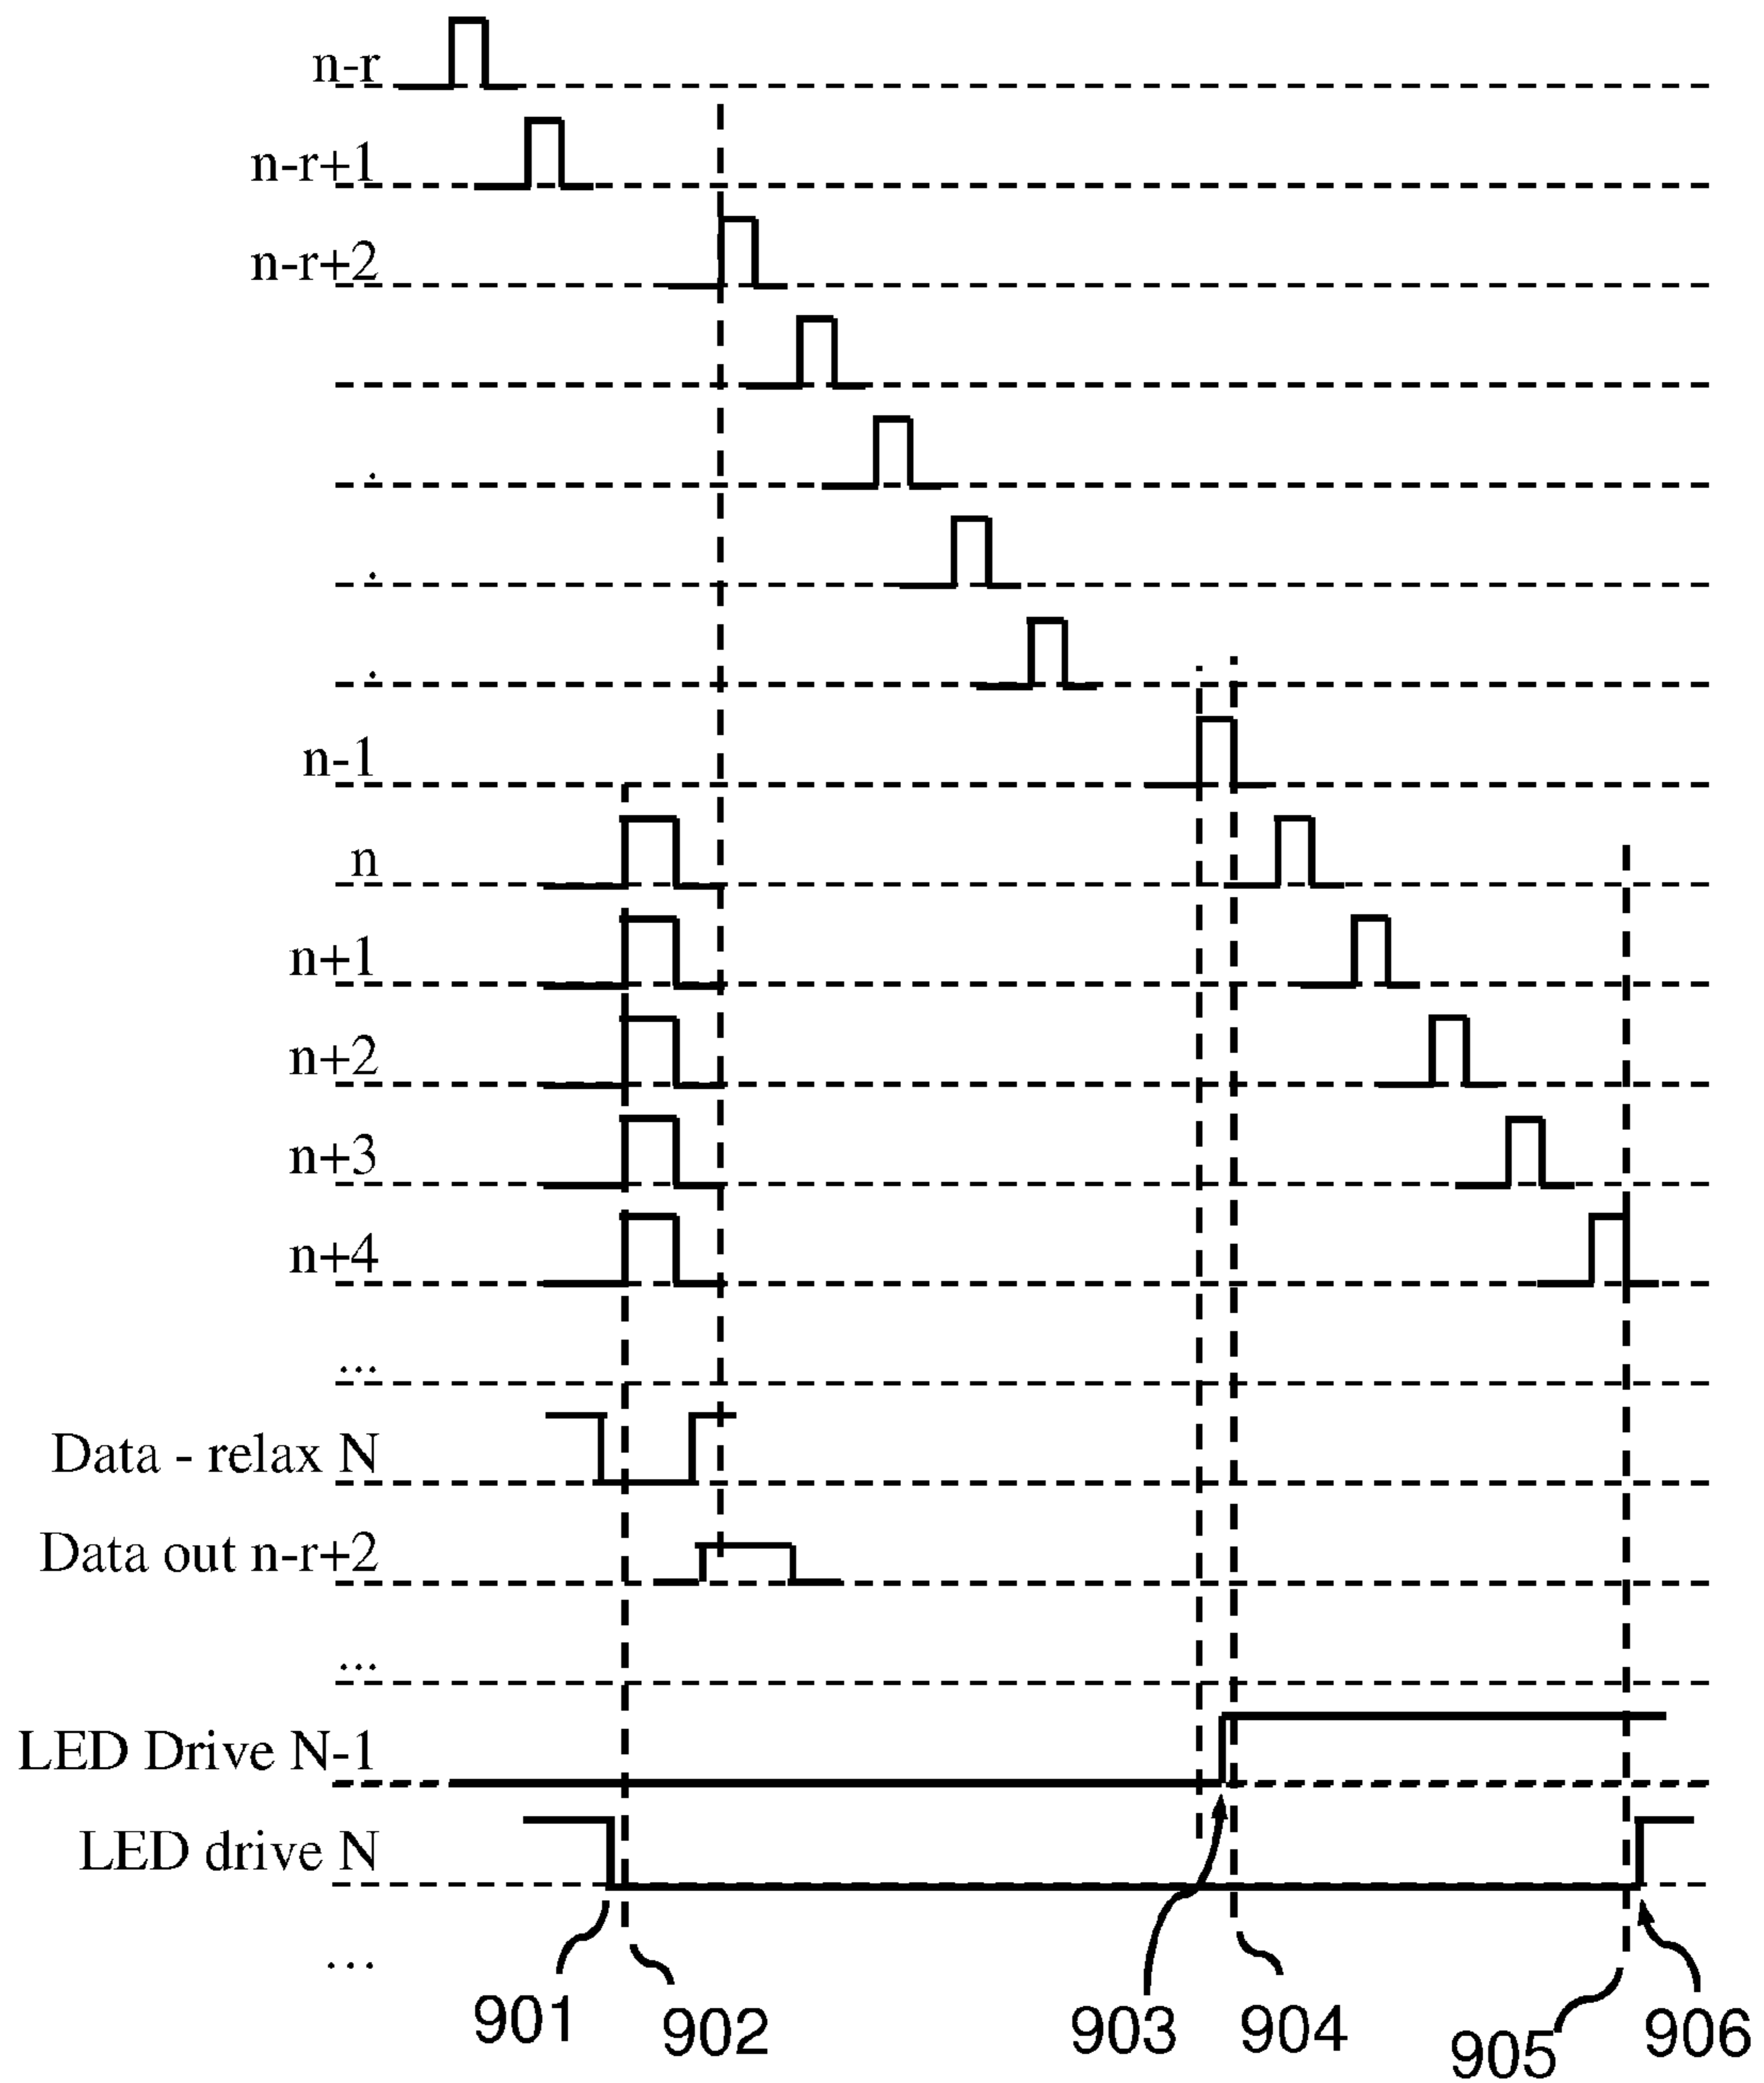 n-r
n-r+1
n-r+2
.
.
.
n-1
n
n+1
n+2
n+3
n+4
...
Data - relax N
Data out n-r+2
...
LED Drive N-1
LED drive N
...
901
902
903
904
905
906